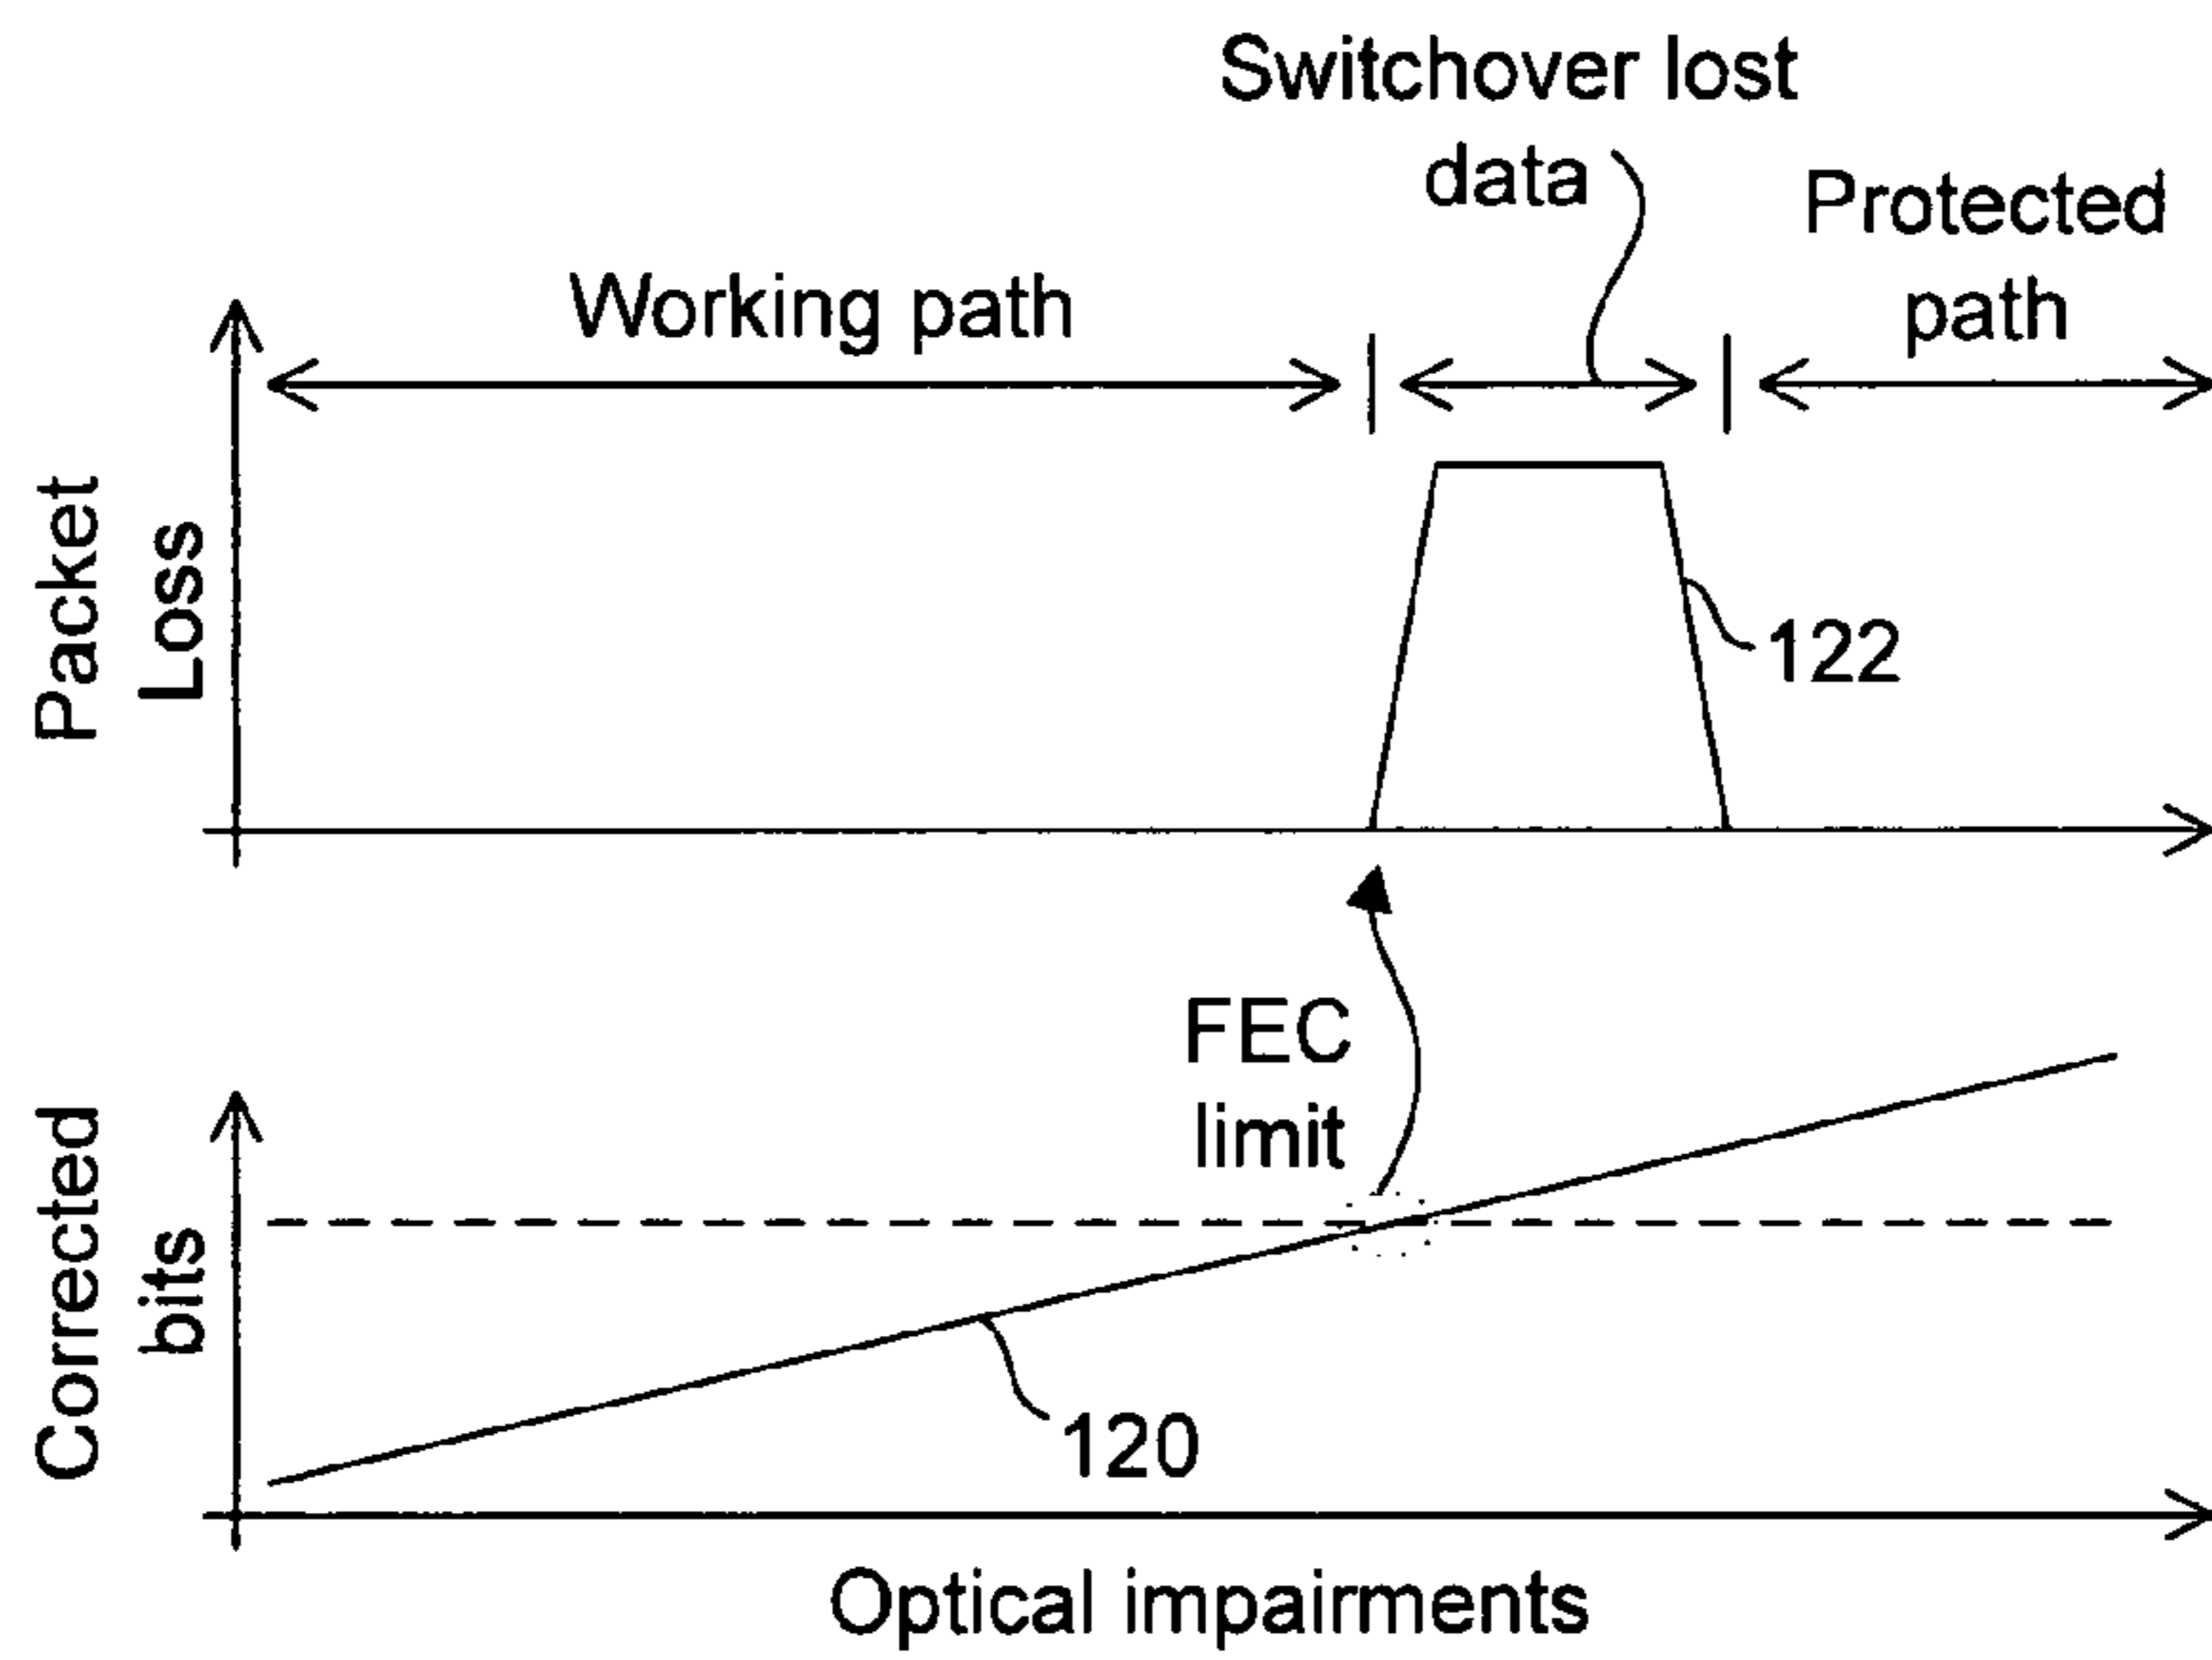 Switchover lost
data
Protected
path
Working path
Packet
Loss
122
FEC
limit
Corrected
bits
120
Optical impairments